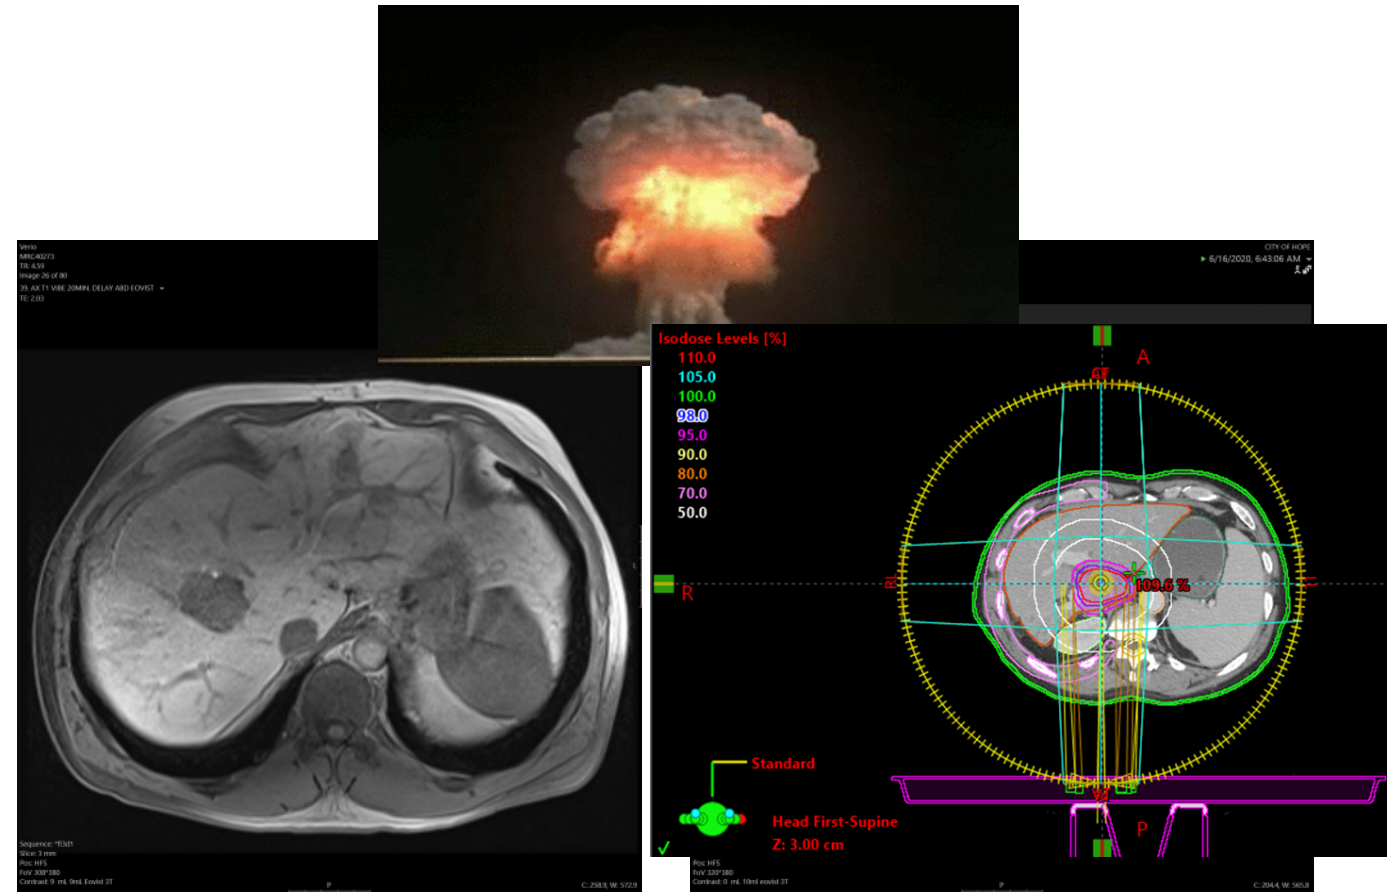 Verio
MRC40273
TR: 4.59
Image 26 of 80
39. AX T1 VIBE 20MIN. DELAY ABD EOVIST
TE: 2.03
CITY OF HOPE
6/16/2020, 6:43:06 AM
Isodose Levels [%]
110.0
105.0
100.0
98.0
95.0
90.0
80.0
70.0
50.0
A
R
109.6 %
Standard
Head First-Supine
Z: 3.00 cm
P
Sequence: *fl3d1
Slice: 3 mm
Pos: HFS
FoV 308*380
Contrast: 9 mL 9mL Eovist 3T
P
C: 258.9, W: 572.9
Pos: HFS
FoV 320*380
Contrast: 0 mL 10ml eovist 3T
P
C: 204.4, W: 565.8